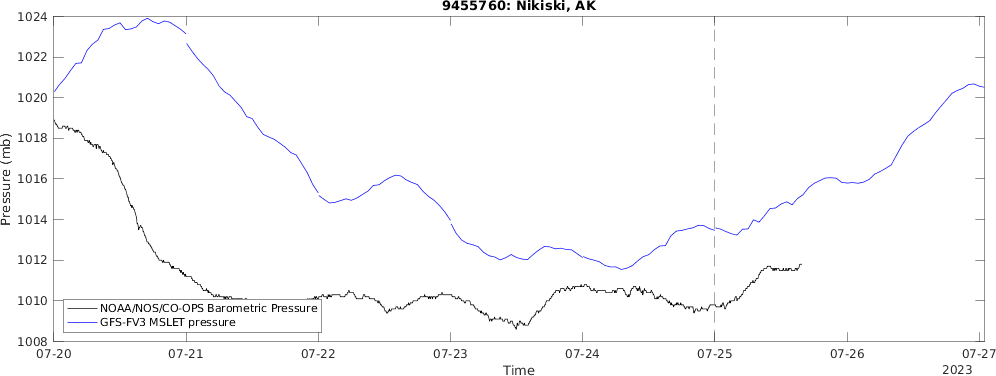 9455760: Nikiski, AK
1024
1022
1020
1018
1016
1014
1012
1010
1008
Pressure (mb)
NOAA/NOS/CO-OPS Barometric Pressure
GFS-FV3 MSLET pressure
07-20 07-21 07-22 07-23 07-24 07-25 07-26 07-27
Time
2023